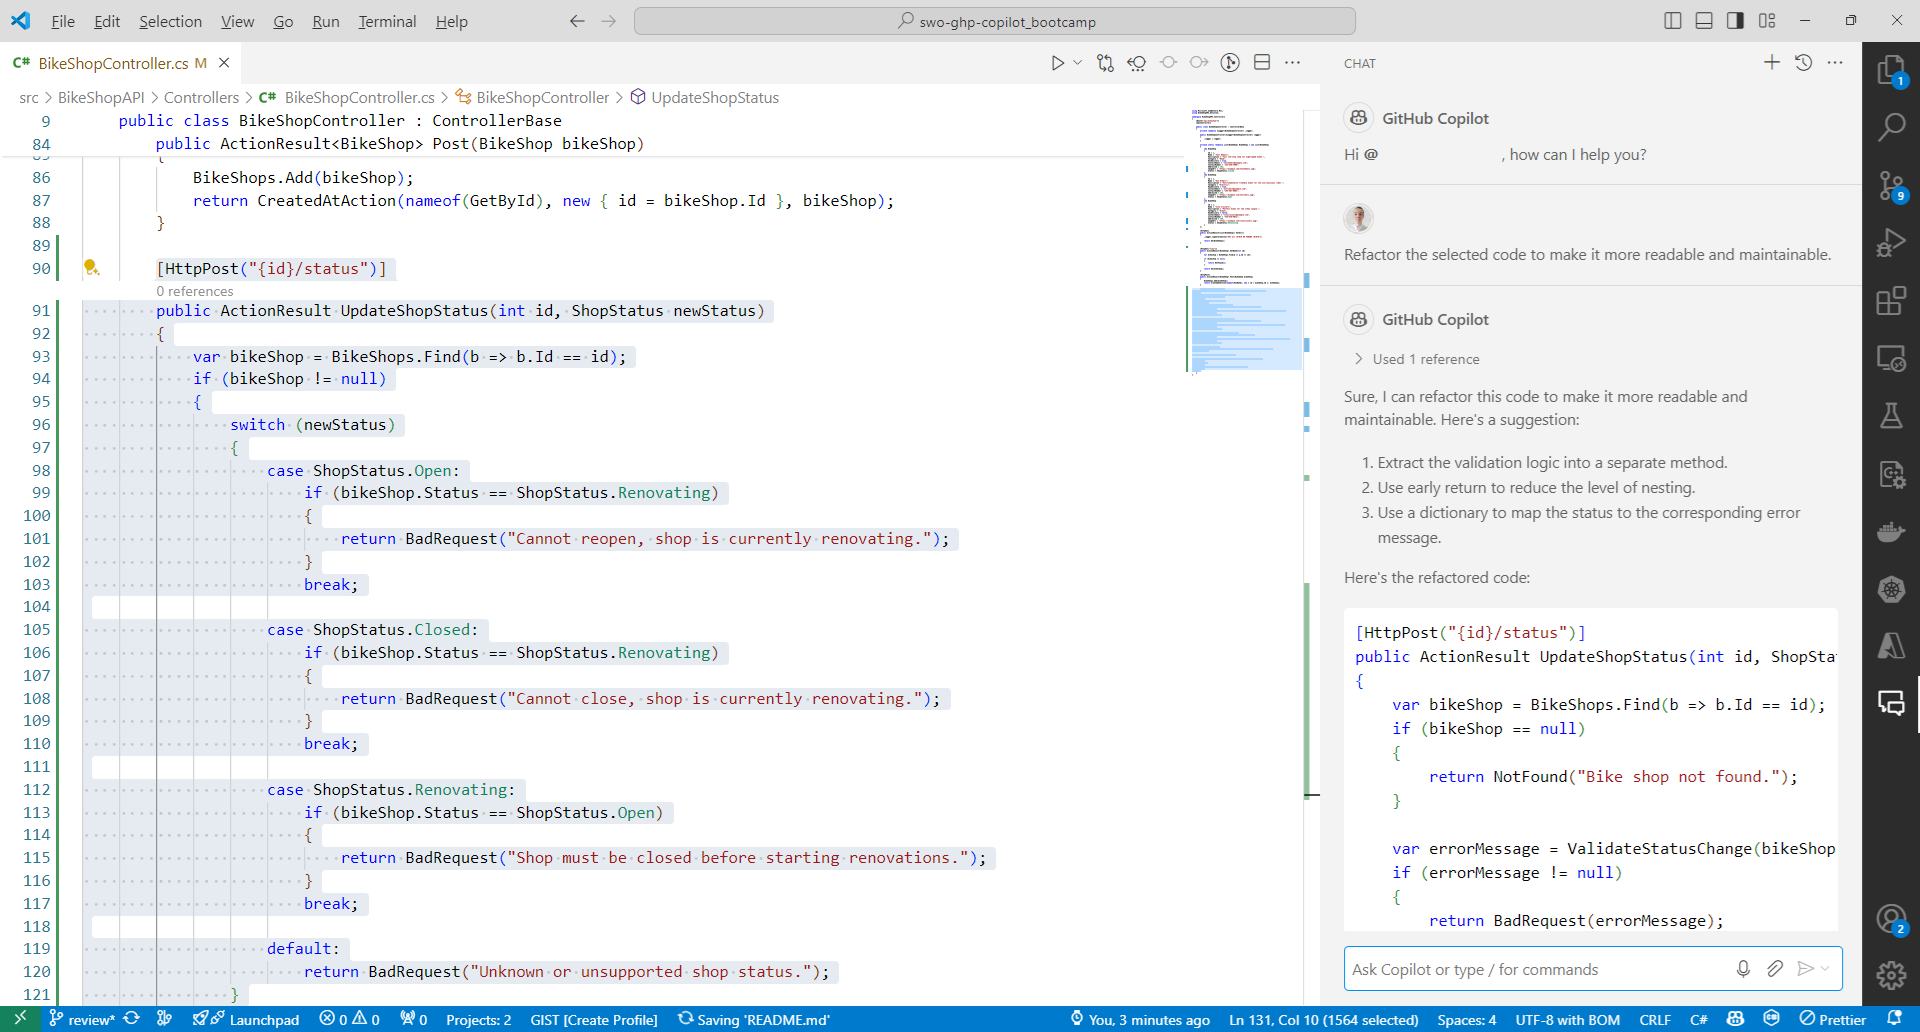 File Edit Selection View Go Run Terminal Help
swo-ghp-copilot_bootcamp
C# BikeShopController.cs M
src > BikeShopAPI > Controllers > C# BikeShopController.cs > BikeShopController > UpdateShopStatus
9 public class BikeShopController : ControllerBase
84 public ActionResult<BikeShop> Post(BikeShop bikeShop)
{
86 BikeShops.Add(bikeShop);
87 return CreatedAtAction(nameof(GetById), new { id = bikeShop.Id }, bikeShop);
88 }
89
90 [HttpPost("{id}/status")]
0 references
91 public ActionResult UpdateShopStatus(int id, ShopStatus newStatus)
92 {
93 var bikeShop = BikeShops.Find(b => b.Id == id);
94 if (bikeShop != null)
95 {
96 switch (newStatus)
97 {
98 case ShopStatus.Open:
99 if (bikeShop.Status == ShopStatus.Renovating)
100 {
101 return BadRequest("Cannot reopen, shop is currently renovating.");
102 }
103 break;
104
105 case ShopStatus.Closed:
106 if (bikeShop.Status == ShopStatus.Renovating)
107 {
108 return BadRequest("Cannot close, shop is currently renovating.");
109 }
110 break;
111
112 case ShopStatus.Renovating:
113 if (bikeShop.Status == ShopStatus.Open)
114 {
115 return BadRequest("Shop must be closed before starting renovations.");
116 }
117 break;
118
119 default:
120 return BadRequest("Unknown or unsupported shop status.");
121 }
CHAT
GitHub Copilot
Hi @ , how can I help you?
Refactor the selected code to make it more readable and maintainable.
GitHub Copilot
> Used 1 reference
Sure, I can refactor this code to make it more readable and
maintainable. Here's a suggestion:
1. Extract the validation logic into a separate method.
2. Use early return to reduce the level of nesting.
3. Use a dictionary to map the status to the corresponding error
message.
Here's the refactored code:
[HttpPost("{id}/status")]
public ActionResult UpdateShopStatus(int id, ShopSta
{
var bikeShop = BikeShops.Find(b => b.Id == id);
if (bikeShop == null)
{
return NotFound("Bike shop not found.");
}
var errorMessage = ValidateStatusChange(bikeShop
if (errorMessage != null)
{
return BadRequest(errorMessage);
Ask Copilot or type / for commands
1
9
2
review* Launchpad 0 0 0 Projects: 2 GIST [Create Profile] Saving 'README.md' You, 3 minutes ago Ln 131, Col 10 (1564 selected) Spaces: 4 UTF-8 with BOM CRLF C# Prettier